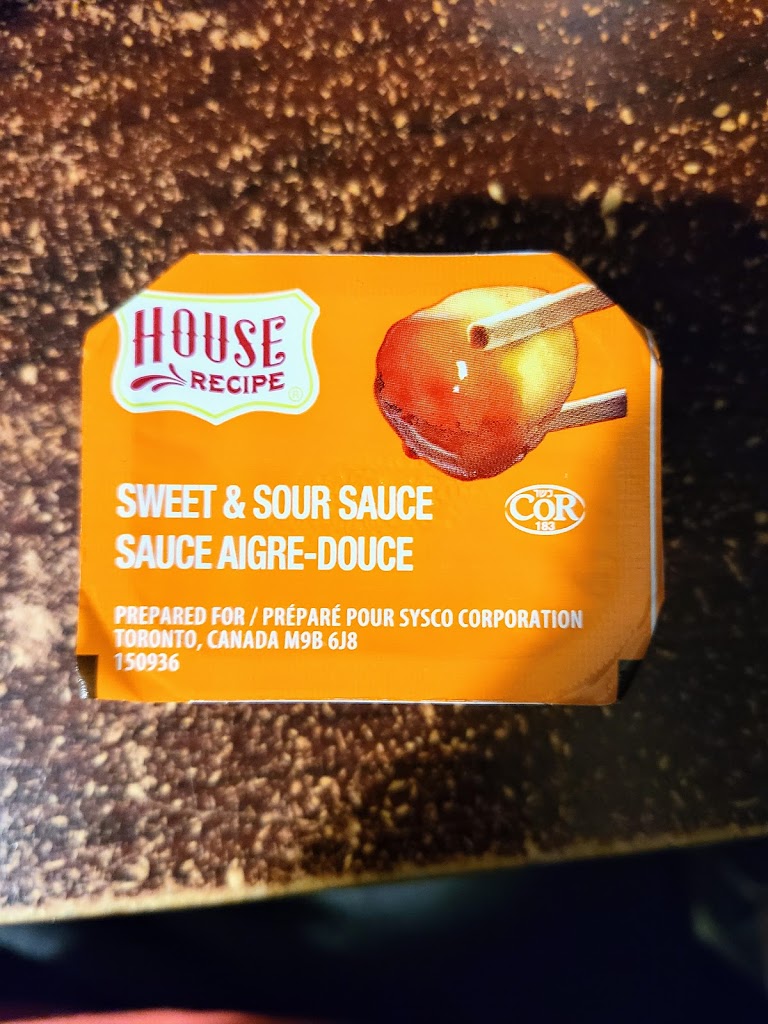 HOUSE
RECIPE
®
SWEET & SOUR SAUCE
SAUCE AIGRE-DOUCE
כשר
COR
183
PREPARED FOR / PRÉPARÉ POUR SYSCO CORPORATION
TORONTO, CANADA M9B 6J8
150936